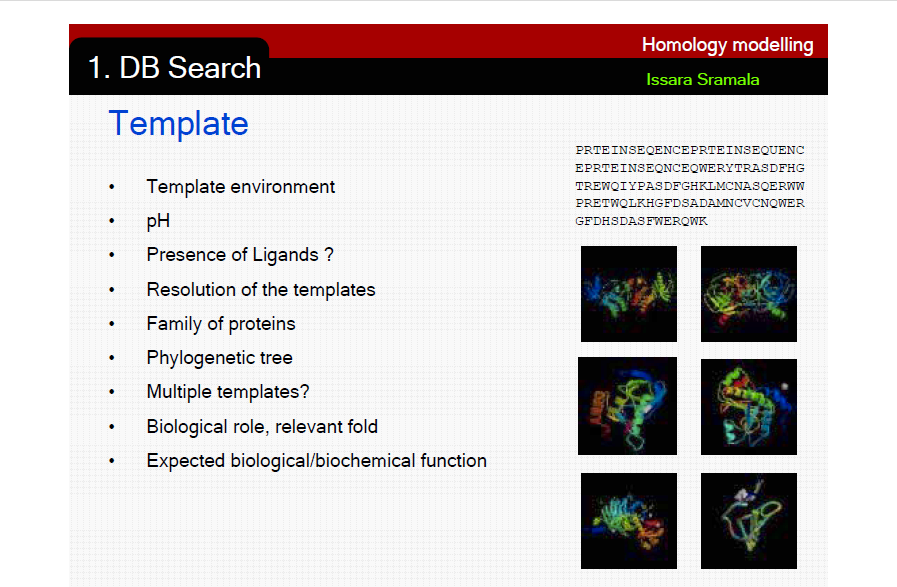 Homology modelling
1. DB Search
Issara Sramala
Template
• Template environment
• pH
• Presence of Ligands ?
• Resolution of the templates
• Family of proteins
• Phylogenetic tree
• Multiple templates?
• Biological role, relevant fold
• Expected biological/biochemical function
PRTEINSEQENCEPRTEINSEQUENC
EPRTEINSEQNCEQWERYTRASDFHG
TREWQIYPASDFGHKLMCNASQERWW
PRETWQLKHGFDSADAMNCVCNQWER
GFDHSDASFWERQWK